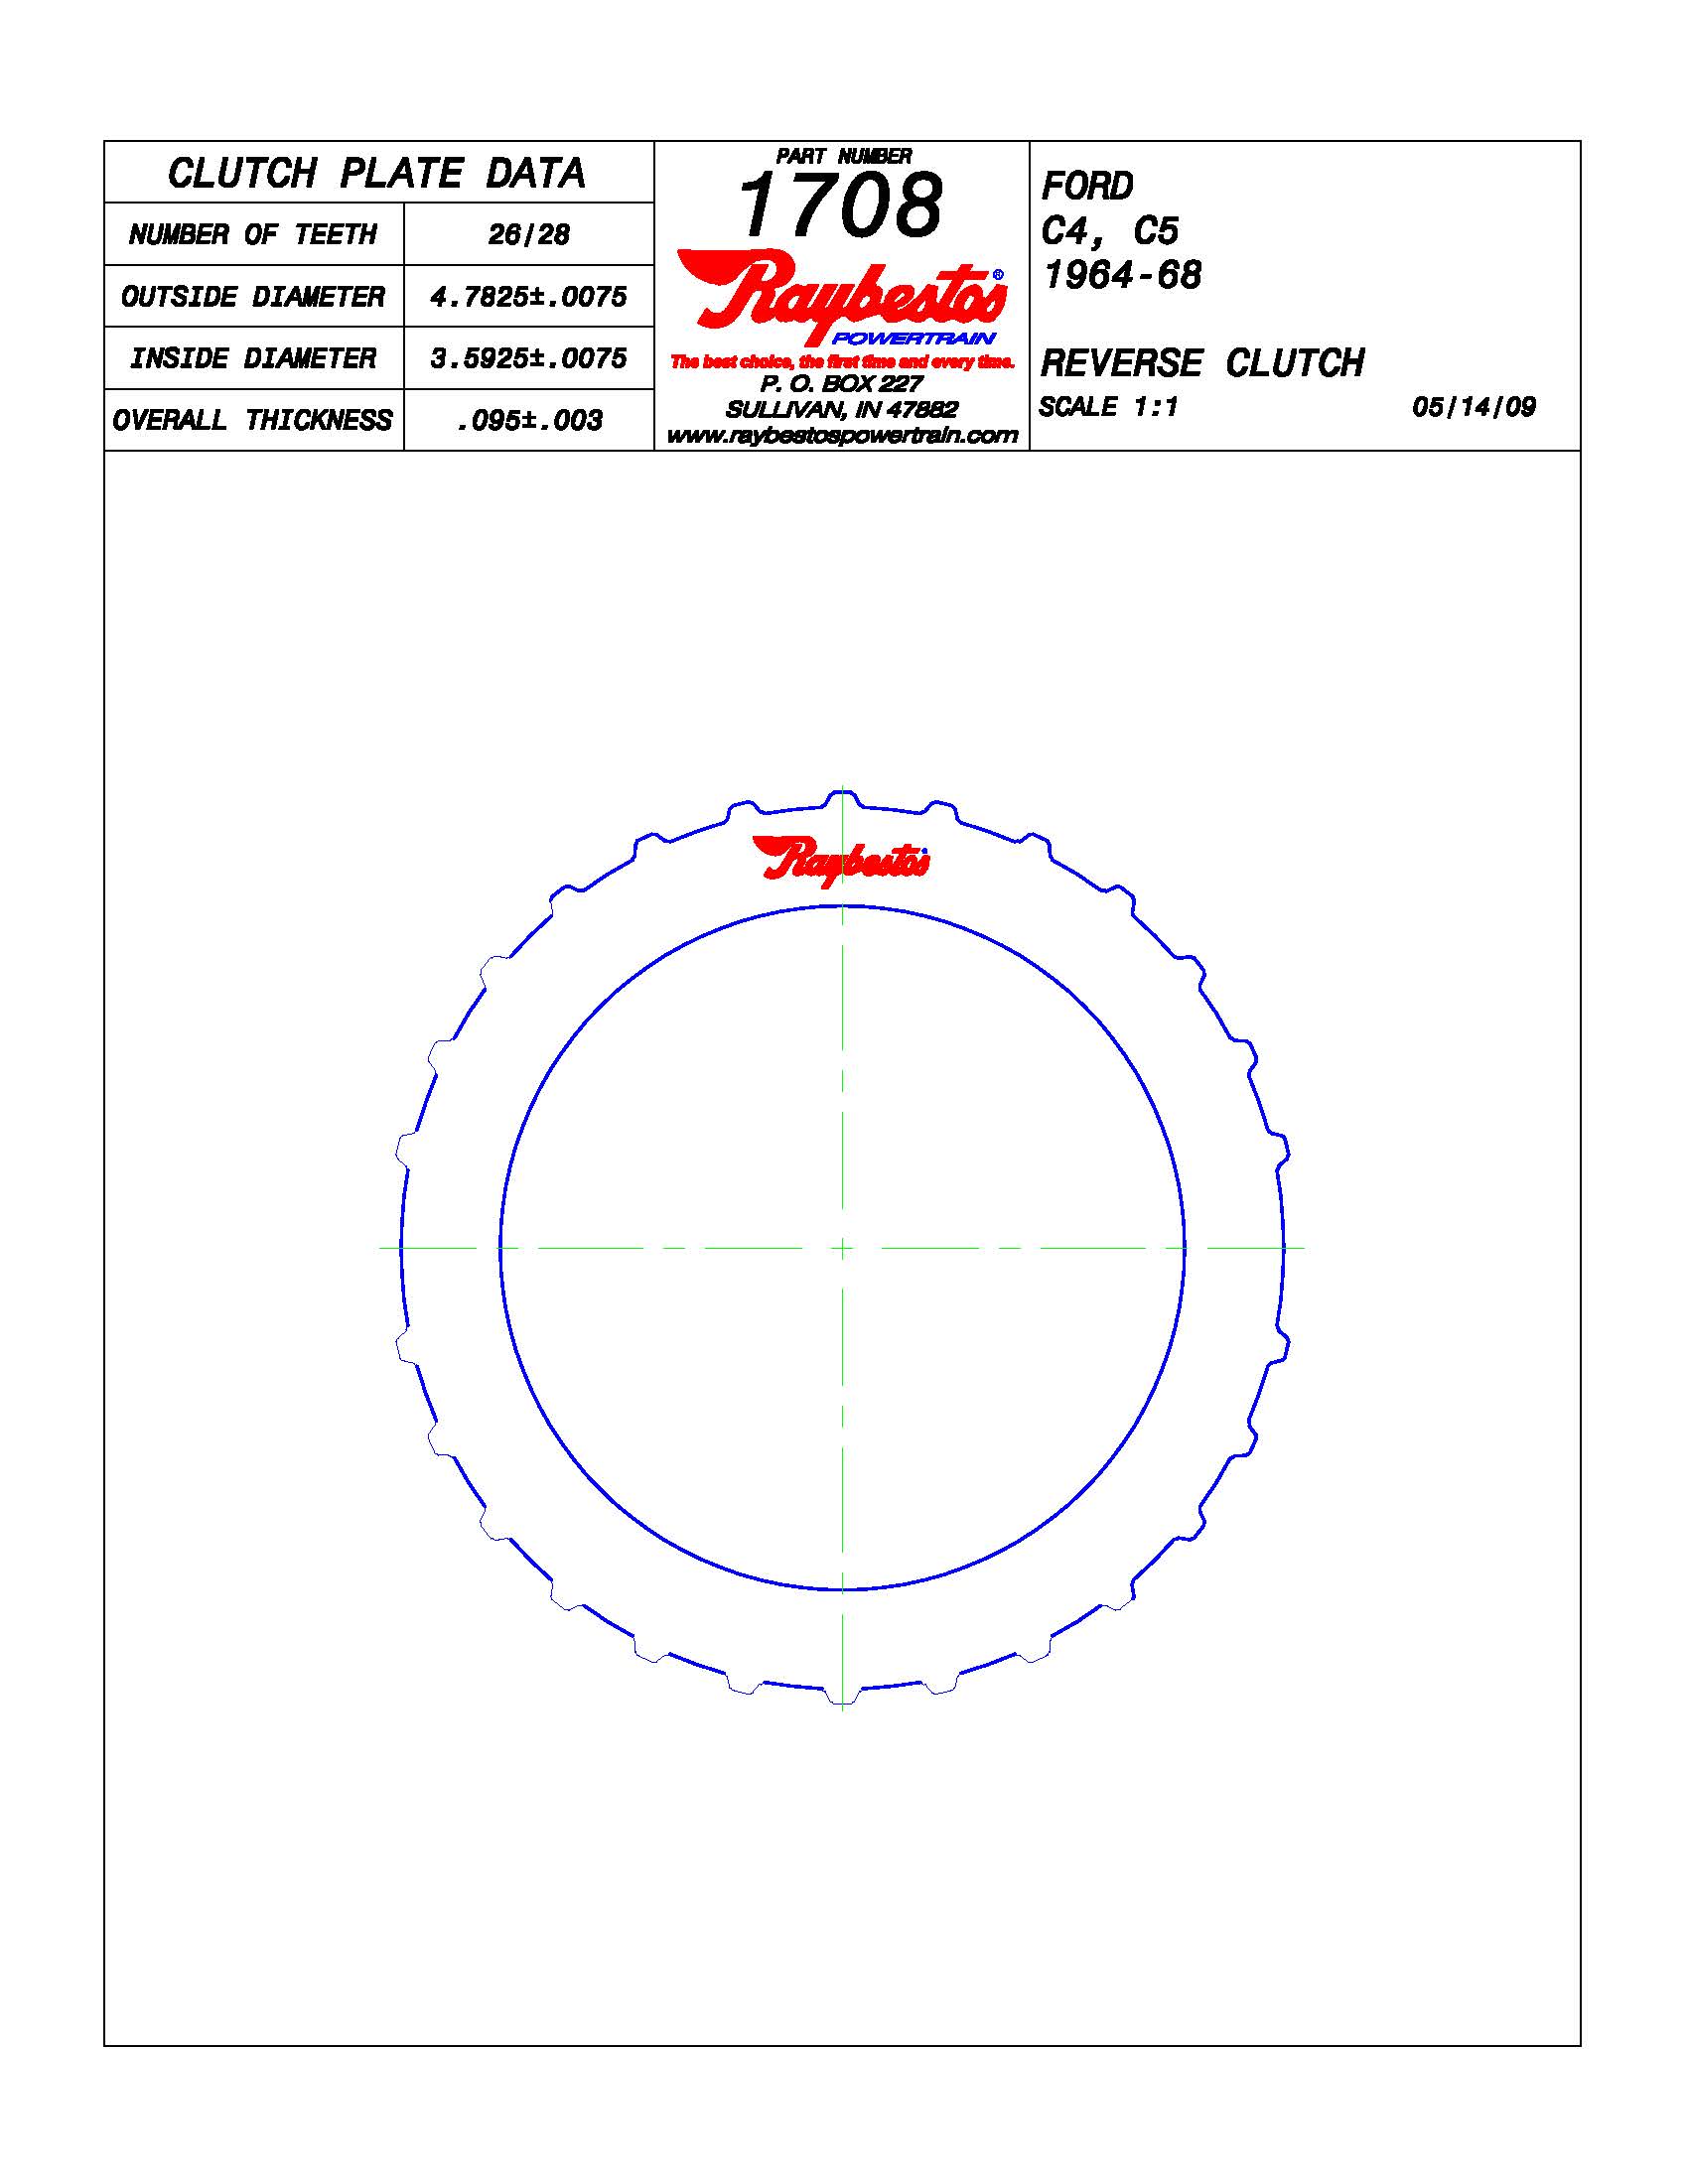 CLUTCH PLATE DATA
NUMBER OF TEETH 26/28
OUTSIDE DIAMETER 4.7825±.0075
INSIDE DIAMETER 3.5925±.0075
OVERALL THICKNESS .095±.003
PART NUMBER
1708
Raybestos®
POWERTRAIN
The best choice, the first time and every time.
P. O. BOX 227
SULLIVAN, IN 47882
www.raybestospowertrain.com
FORD
C4, C5
1964-68
REVERSE CLUTCH
SCALE 1:1 05/14/09
Raybestos